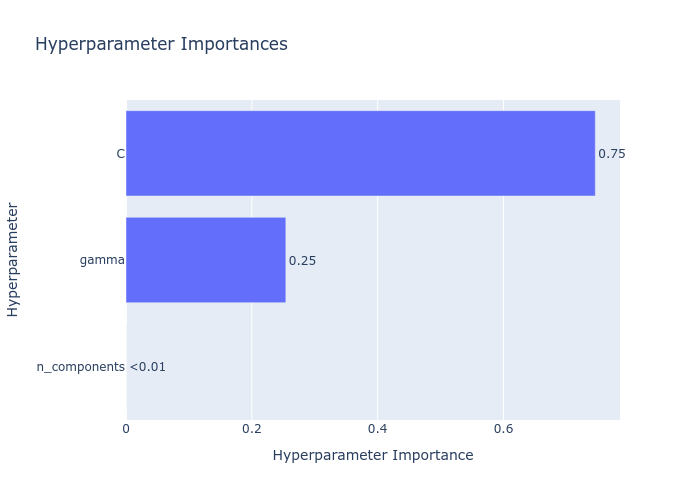 Hyperparameter Importances
Hyperparameter
C
0.75
gamma
0.25
n_components
<0.01
0
0.2
0.4
0.6
Hyperparameter Importance